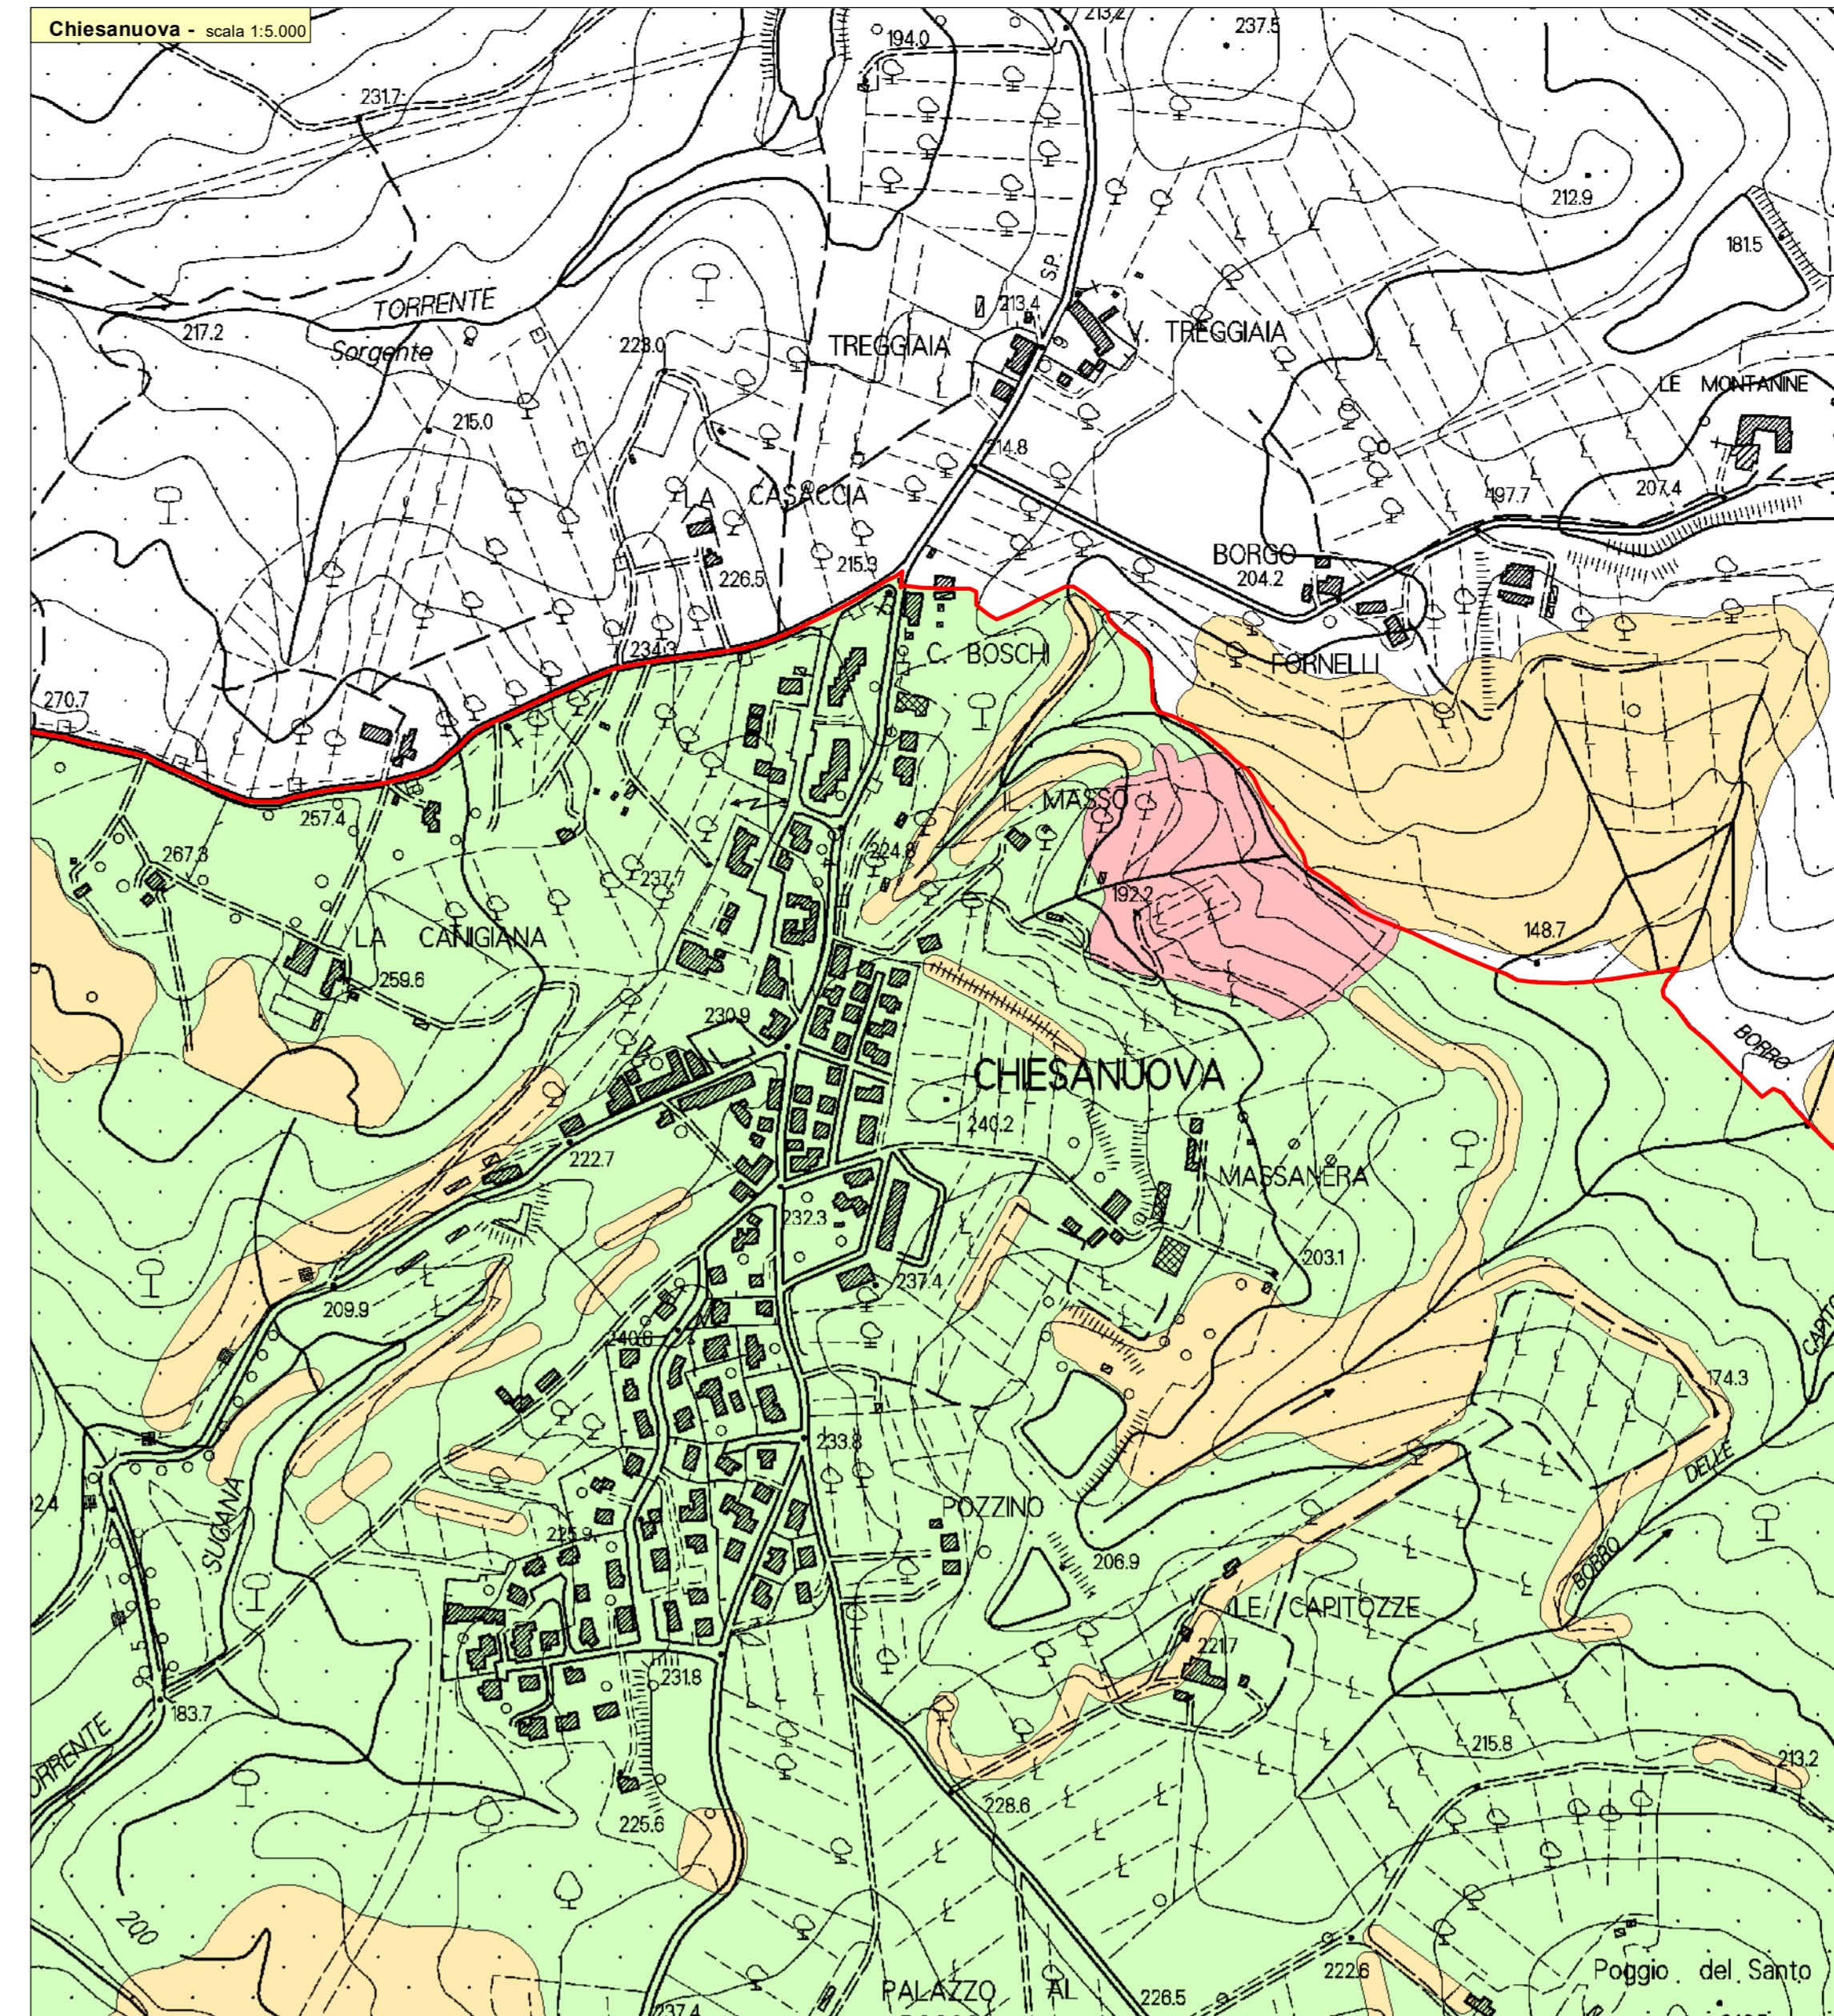 Chiesanuova - scala 1:5.000
194.0
213.2
237.5
231.7
212.9
181.5
S.P.
TORRENTE
217.2
Sorgente
223.0
213.4
TREGGIAIA
V. TREGGIAIA
LE MONTANINE
215.0
214.8
LA CASACCIA
197.7
207.4
215.3
226.5
BORGO
204.2
234.3
C. BOSCHI
FORNELLI
270.7
257.4
IL MASSO
267.3
224.8
237.7
192.2
148.7
LA CANIGIANA
259.6
230.9
BORRO
CHIESANUOVA
240.2
222.7
MASSANERA
232.3
203.1
237.4
209.9
240.6
174.3
233.8
DELLE
SUGANA
POZZINO
225.9
206.9
BORRO
LE CAPITOZZE
221.7
231.8
183.7
215.8
213.2
228.6
225.6
200
222.6
Poggio del Santo
PALAZZO AL
226.5
237.4